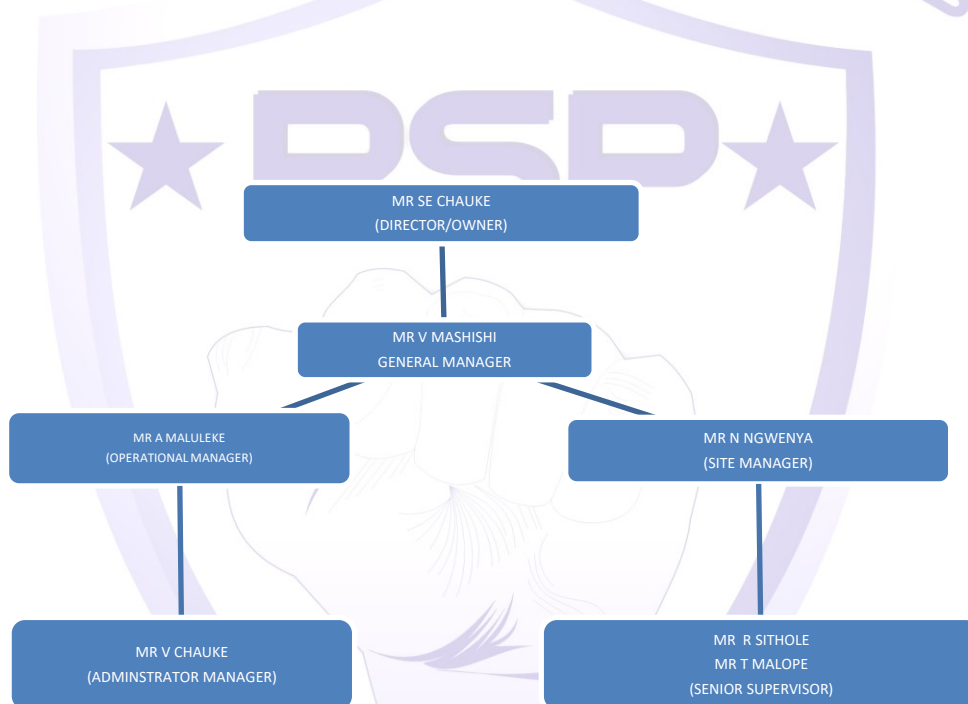 PSP
MR SE CHAUKE
(DIRECTOR/OWNER)
MR V MASHISHI
GENERAL MANAGER
MR A MALULEKE
(OPERATIONAL MANAGER)
MR N NGWENYA
(SITE MANAGER)
MR V CHAUKE
(ADMINSTRATOR MANAGER)
MR R SITHOLE
MR T MALOPE
(SENIOR SUPERVISOR)